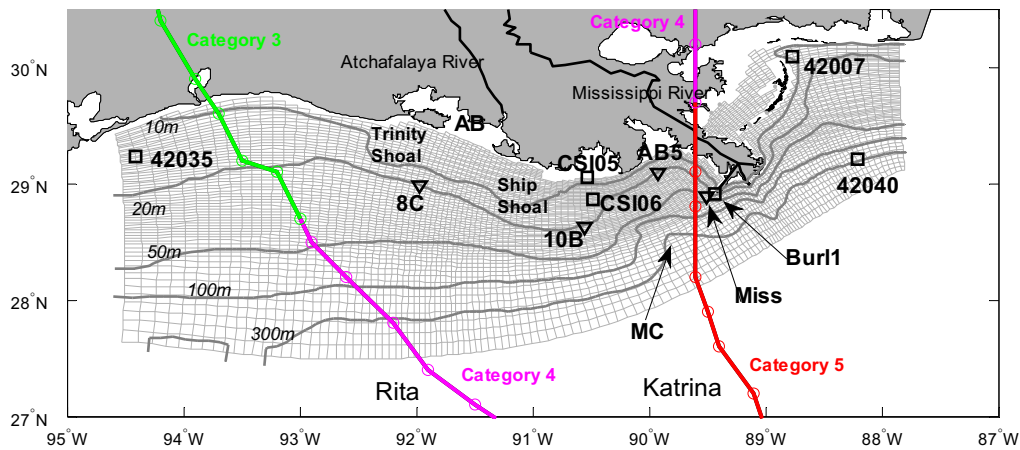 Category 4
Category 3
30°N
Atchafalaya River
42007
Mississippi River
10m
AB
Trinity
Shoal
42035
CSI05
AB5
29°N
8C
Ship
Shoal
CSI06
42040
20m
10B
Burl1
50m
28°N
100m
Miss
MC
300m
Category 5
Category 4
Rita
Katrina
27°N
95°W
94°W
93°W
92°W
91°W
90°W
89°W
88°W
87°W